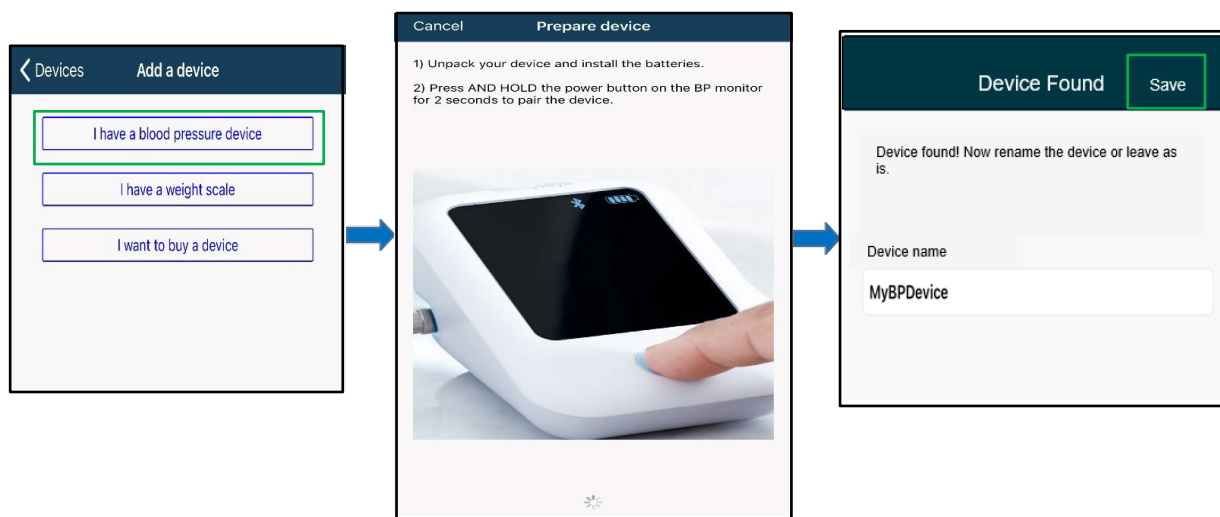 Devices
Add a device
I have a blood pressure device
I have a weight scale
I want to buy a device
Cancel
Prepare device
1) Unpack your device and install the batteries.
2) Press AND HOLD the power button on the BP monitor
for 2 seconds to pair the device.
Device Found
Save
Device found! Now rename the device or leave as
is.
Device name
MyBPDevice